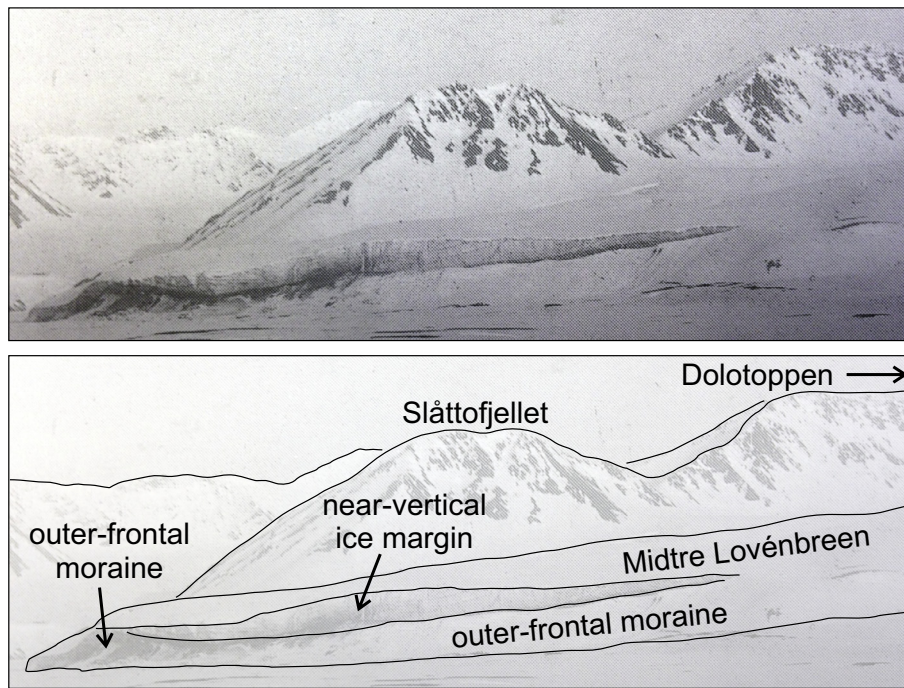 Dolotoppen
Slåttofjellet
near-vertical
ice margin
outer-frontal
moraine
Midtre Lovénbreen
outer-frontal moraine